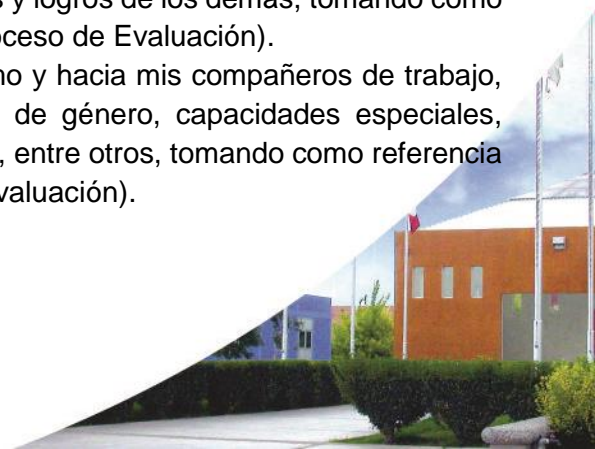 y logros de los demás, tomando como
oceso de Evaluación).
no y hacia mis compañeros de trabajo,
de género, capacidades especiales,
, entre otros, tomando como referencia
valuación).